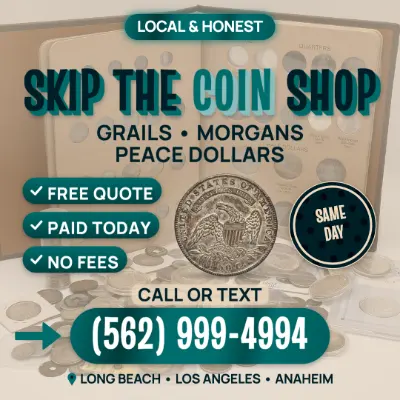 LOCAL & HONEST
SKIP THE COIN SHOP
GRAILS • MORGANS
PEACE DOLLARS
✓ FREE QUOTE
✓ PAID TODAY
✓ NO FEES
SAME
DAY
CALL OR TEXT
(562) 999-4994
LONG BEACH • LOS ANGELES • ANAHEIM